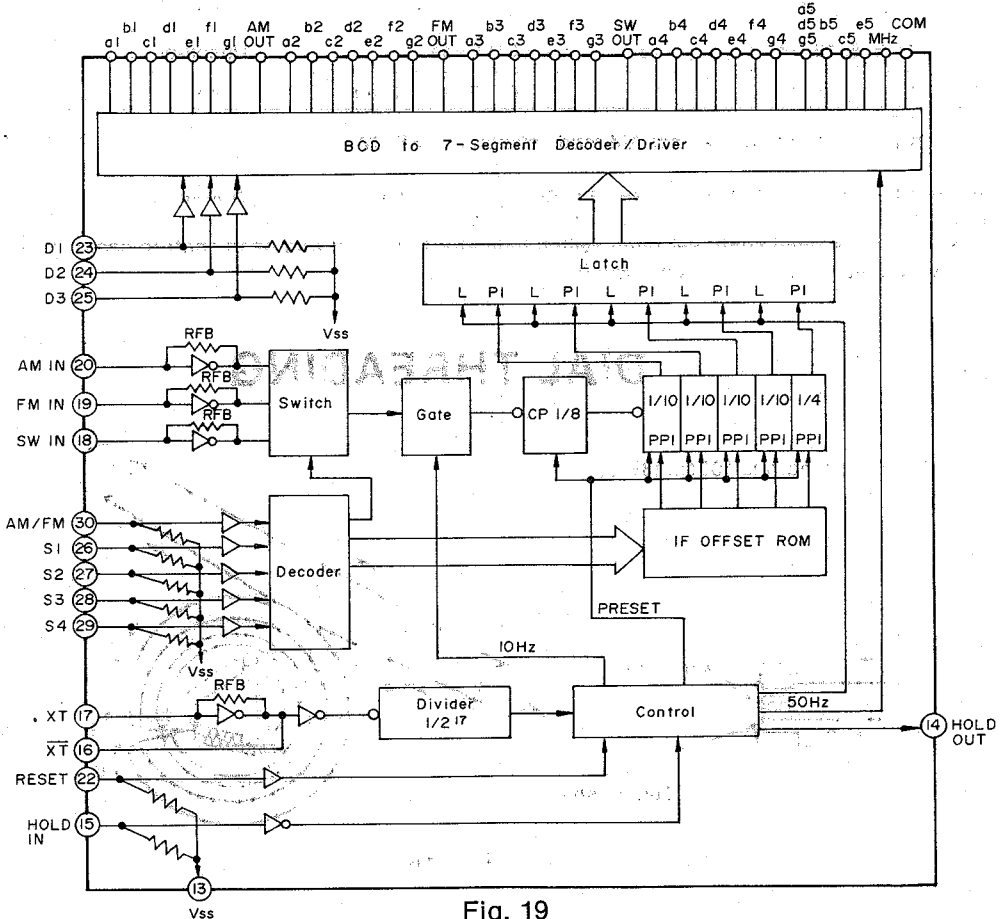 a5
b1 d1 f1 AM b2 d2 f2 FM b3 d3 f3 SW b4 d4 f4 d5 b5 e5 COM
OUT OUT OUT MHz
a1 c1 e1 g1 a2 c2 e2 g2 a3 c3 e3 g3 a4 c4 e4 g4 g5 c5
BCD to 7-Segment Decoder/Driver
D1 23
D2 24
D3 25
Vss
Latch
L PI L PI L PI L PI L PI
AM IN 20 RFB
FM IN 19 RFB
SW IN 18 RFB
Switch
Gate
CP 1/8
1/10 1/10 1/10 1/10 1/4
PPI PPI PPI PPI PPI
DIAL THREADING
AM/FM 30
S1 26
S2 27
S3 28
S4 29
Vss
Decoder
IF OFFSET ROM
PRESET
10Hz
50Hz
XT 17 RFB
XT 16
RESET 22
HOLD IN 15
Divider
1/2 17
Control
14 HOLD OUT
13
Vss
Fig. 19